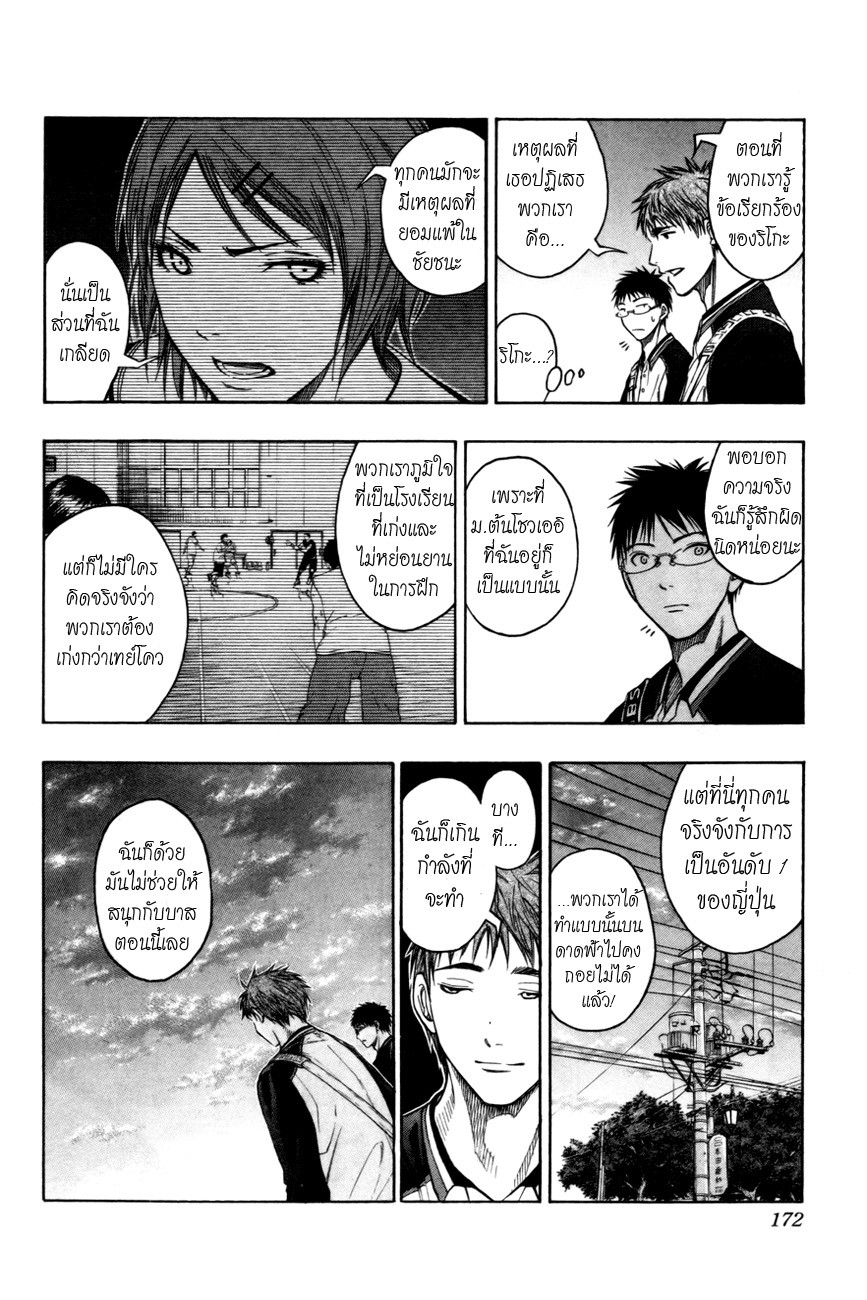 ตอนที่
พวกเรารู้
ข้อเรียกร้อง
ของริโกะ
เหตุผลที่
เธอปฏิเสธ
พวกเรา
คือ...
ริโกะ...?
ทุกคนมักจะ
มีเหตุผลที่
ยอมแพ้ใน
ชัยชนะ
นั่นเป็น
ส่วนที่ฉัน
เกลียด
พอบอก
ความจริง
ฉันก็รู้สึกผิด
นิดหน่อยนะ
เพราะที่
ม.ต้นโชวเออิ
ที่ฉันอยู่ก็
เป็นแบบนั้น
พวกเราภูมิใจ
ที่เป็นโรงเรียน
ที่เก่งและ
ไม่หย่อนยาน
ในการฝึก
แต่ก็ไม่มีใคร
คิดจริงจังว่า
พวกเราต้อง
เก่งกว่าเทย์โคว
แต่ที่นี่ทุกคน
จริงจังกับการ
เป็นอันดับ 1
ของญี่ปุ่น
...พวกเราได้
ทำแบบนั้นบน
ดาดฟ้าไปคง
ถอยไม่ได้
แล้ว!
บาง
ที...
ฉันก็เกิน
กำลังที่
จะทำ
ฉันก็ด้วย
มันไม่ช่วยให้
สนุกกับบาส
ตอนนี้เลย
172